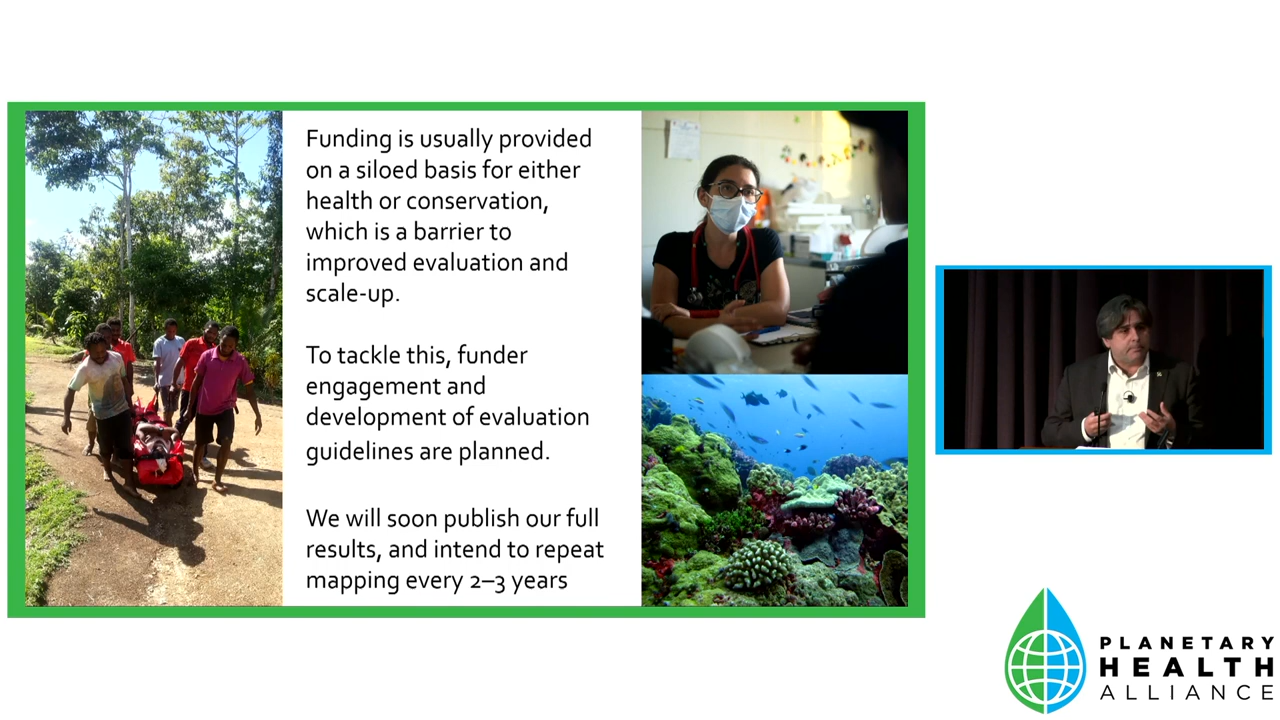 Funding is usually provided
on a siloed basis for either
health or conservation,
which is a barrier to
improved evaluation and
scale-up.
To tackle this, funder
engagement and
development of evaluation
guidelines are planned.
We will soon publish our full
results, and intend to repeat
mapping every 2–3 years
PLANETARY
HEALTH
ALLIANCE